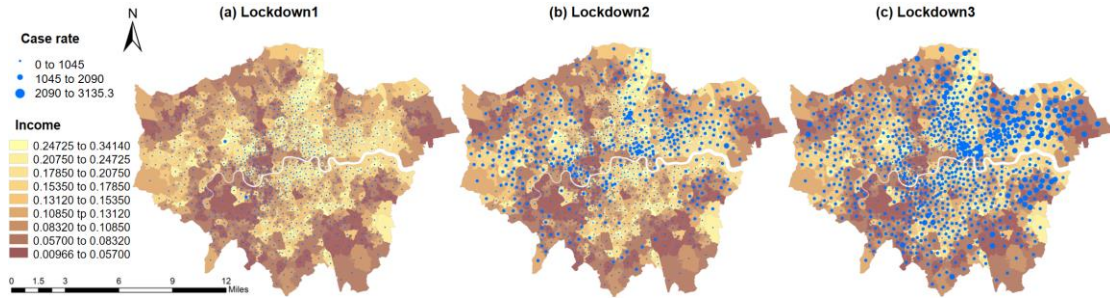 (a) Lockdown1
(b) Lockdown2
(c) Lockdown3
N
Case rate
0 to 1045
1045 to 2090
2090 to 3135.3
Income
0.24725 to 0.34140
0.20750 to 0.24725
0.17850 to 0.20750
0.15350 to 0.17850
0.13120 to 0.15350
0.10850 tp 0.13120
0.08320 to 0.10850
0.05700 to 0.08320
0.00966 to 0.05700
0 1.5 3 6 9 12
Miles